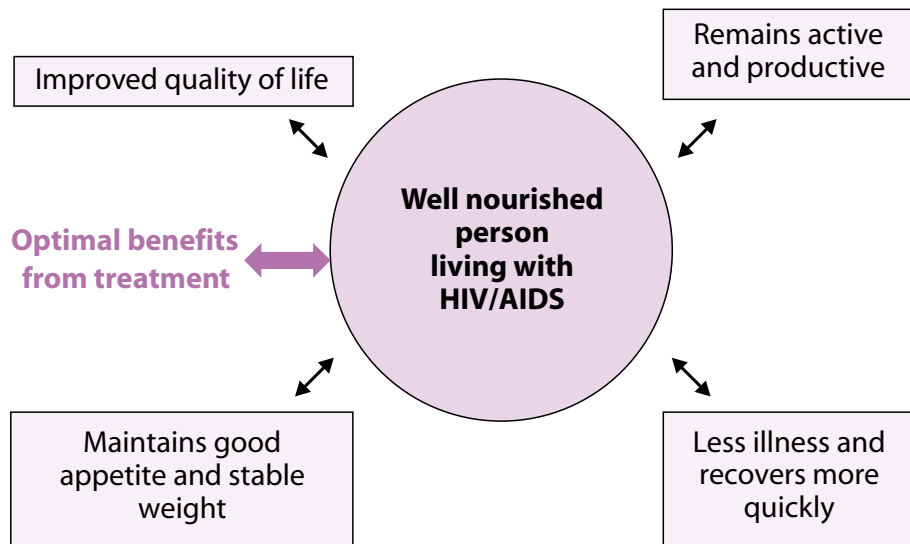 Improved quality of life
Remains active
and productive
Well nourished
person
living with
HIV/AIDS
Optimal benefits
from treatment
Maintains good
appetite and stable
weight
Less illness and
recovers more
quickly